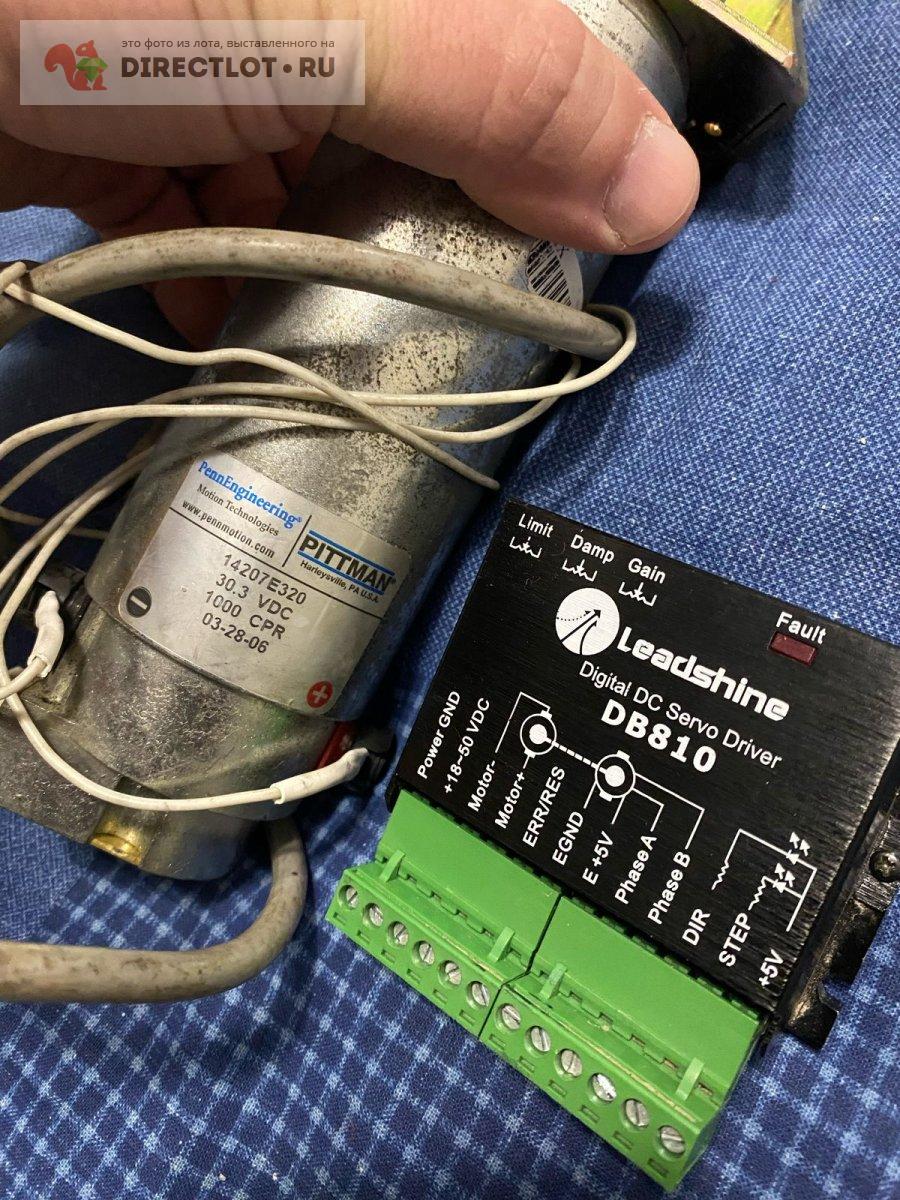 это фото из лота, выставленного на
DIRECTLOT•RU
PennEngineering®
Motion Technologies
www.pennmotion.com
PITTMAN®
Harleysville, PA U.S.A.
14207E320
30.3 VDC
1000 CPR
03-28-06
Limit
Damp
Gain
Fault
Leadshine
Digital DC Servo Driver
DB810
Power GND
+18~50 VDC
Motor-
Motor+
ERR/RES
EGND
E +5V
Phase A
Phase B
DIR
STEP
+5V